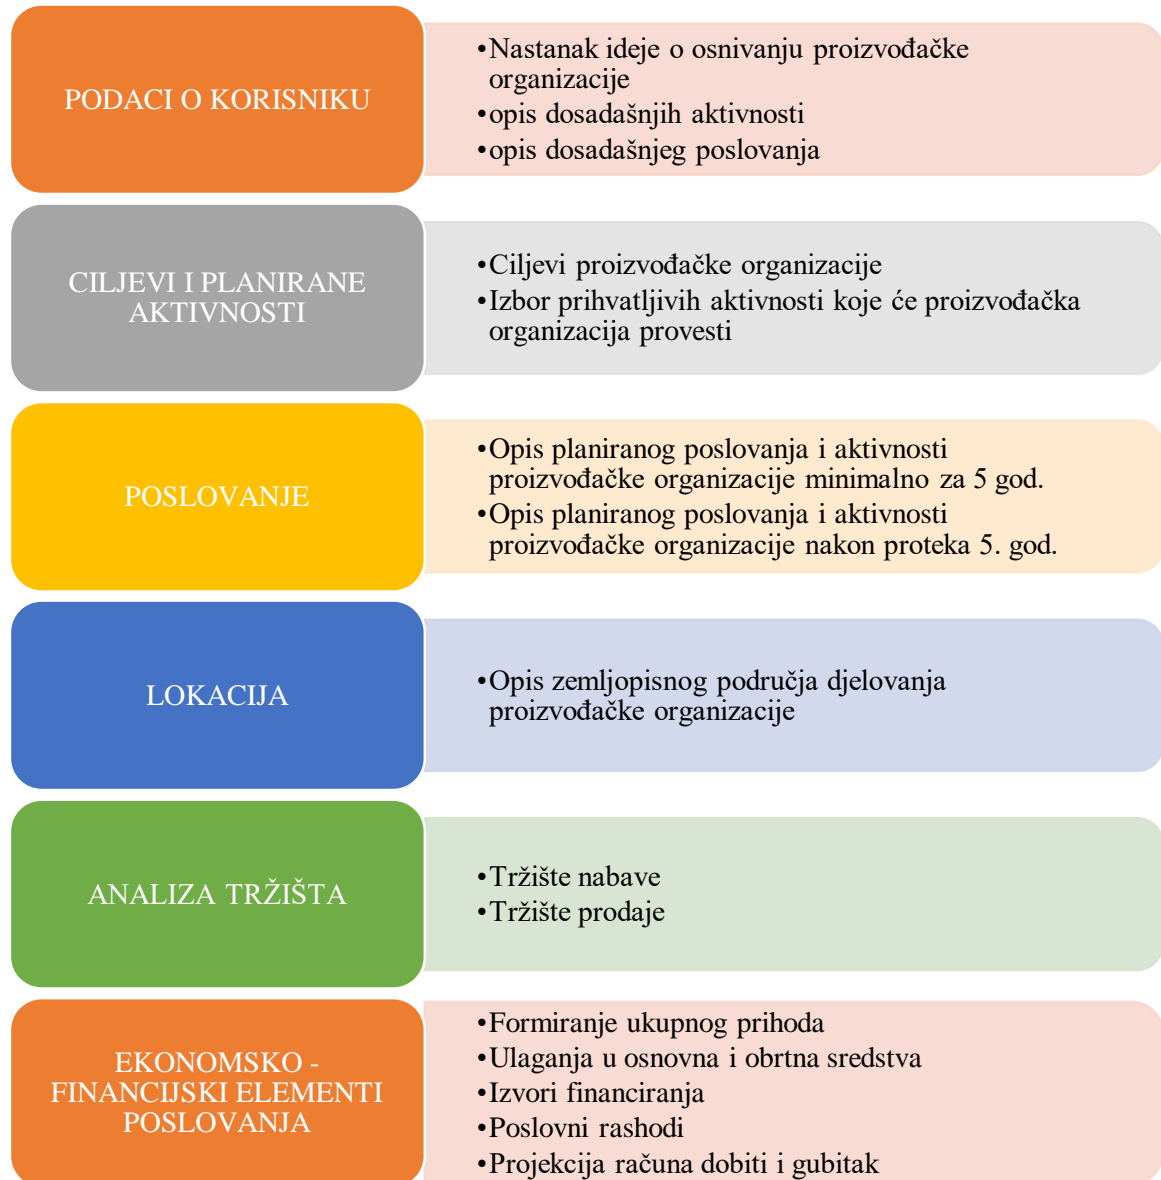 PODACI O KORISNIKU
•Nastanak ideje o osnivanju proizvođačke
organizacije
•opis dosadašnjih aktivnosti
•opis dosadašnjeg poslovanja
CILJEVI I PLANIRANE
AKTIVNOSTI
•Ciljevi proizvođačke organizacije
•Izbor prihvatljivih aktivnosti koje će proizvođačka
organizacija provesti
POSLOVANJE
•Opis planiranog poslovanja i aktivnosti
proizvođačke organizacije minimalno za 5 god.
•Opis planiranog poslovanja i aktivnosti
proizvođačke organizacije nakon proteka 5. god.
LOKACIJA
•Opis zemljopisnog područja djelovanja
proizvođačke organizacije
ANALIZA TRŽIŠTA
•Tržište nabave
•Tržište prodaje
EKONOMSKO -
FINANCIJSKI ELEMENTI
POSLOVANJA
•Formiranje ukupnog prihoda
•Ulaganja u osnovna i obrtna sredstva
•Izvori financiranja
•Poslovni rashodi
•Projekcija računa dobiti i gubitak